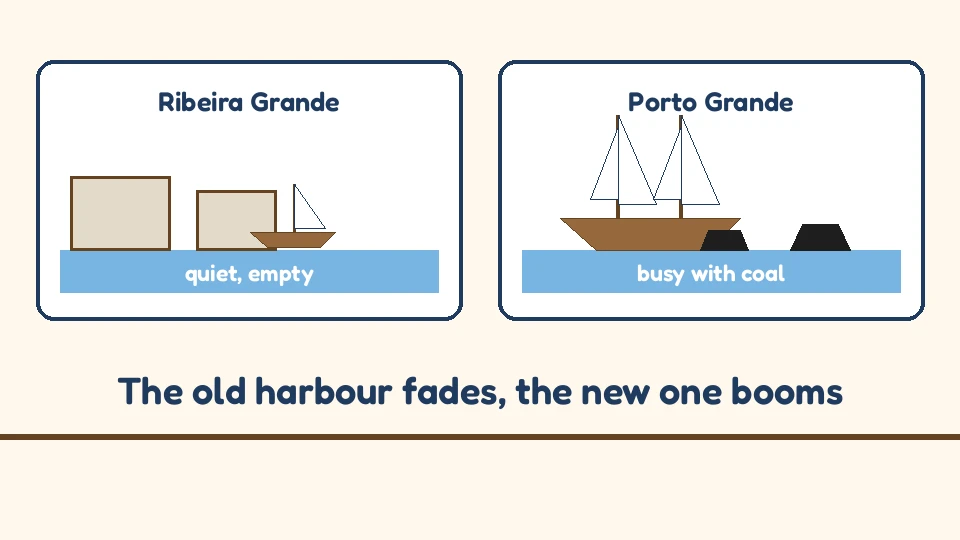 Ribeira Grande
quiet, empty
Porto Grande
busy with coal
The old harbour fades, the new one booms